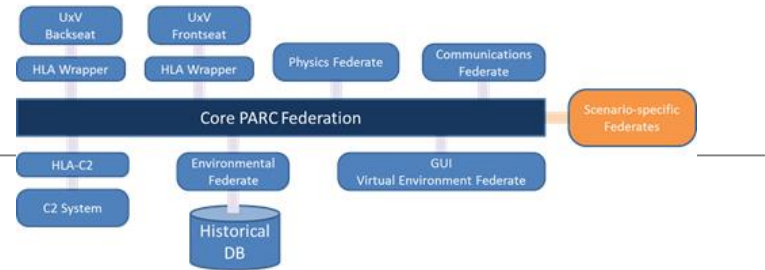 UxV
Backseat
UxV
Frontseat
HLA Wrapper
HLA Wrapper
Physics Federate
Communications
Federate
Core PARC Federation
Scenario-specific
Federates
HLA-C2
Environmental
Federate
GUI
Virtual Environment Federate
C2 System
Historical
DB